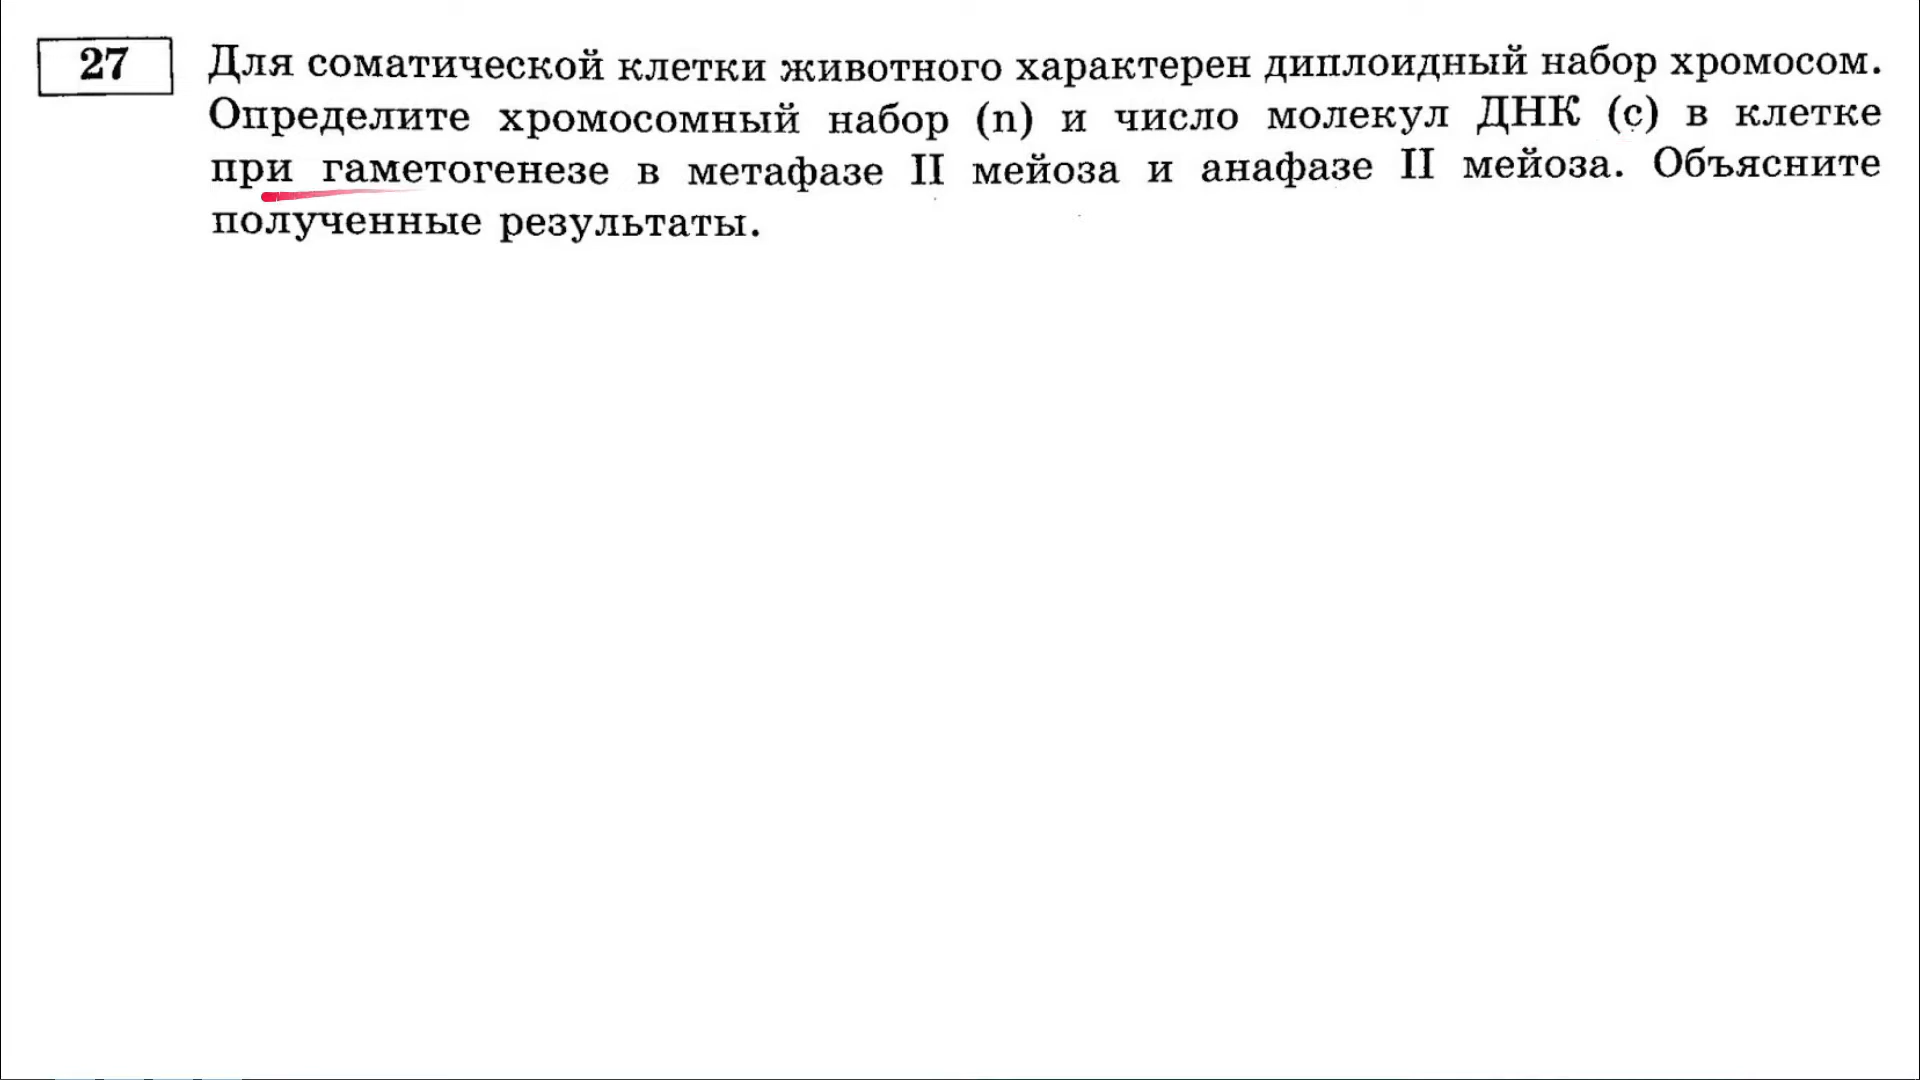 27
Для соматической клетки животного характерен диплоидный набор хромосом.
Определите хромосомный набор (n) и число молекул ДНК (c) в клетке
при гаметогенезе в метафазе II мейоза и анафазе II мейоза. Объясните
полученные результаты.